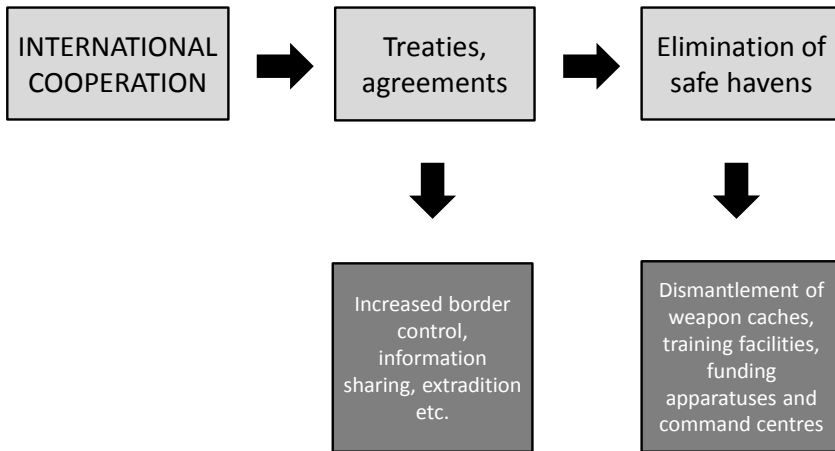 INTERNATIONAL
COOPERATION
Treaties,
agreements
Elimination of
safe havens
Increased border
control,
information
sharing, extradition
etc.
Dismantlement of
weapon caches,
training facilities,
funding
apparatuses and
command centres